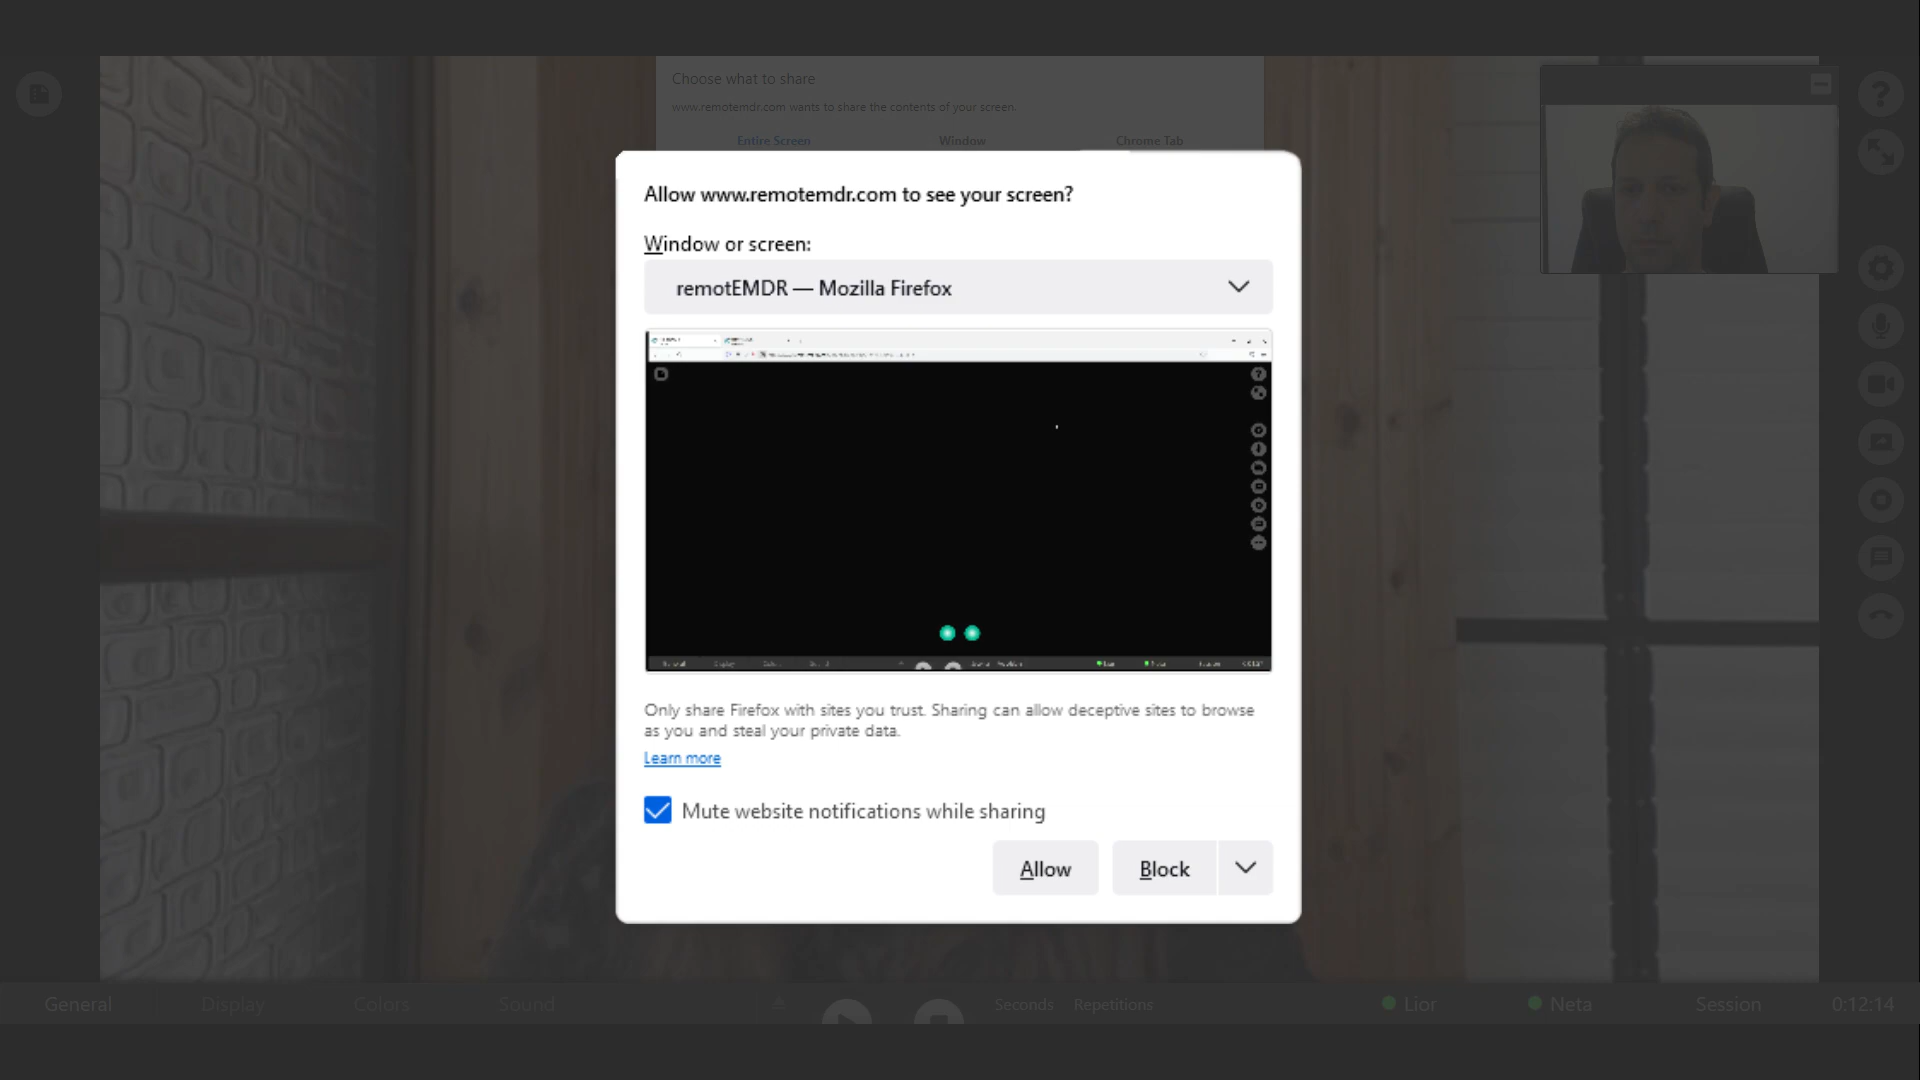 Choose what to share
www.remotemdr.com wants to share the contents of your screen.
Entire Screen Window Chrome Tab
Allow www.remotemdr.com to see your screen?
Window or screen:
remotEMDR — Mozilla Firefox
Only share Firefox with sites you trust. Sharing can allow deceptive sites to browse
as you and steal your private data.
Learn more
Mute website notifications while sharing
Allow Block
General Display Colors Sound Seconds Repetitions Lior Neta Session 0:12:14